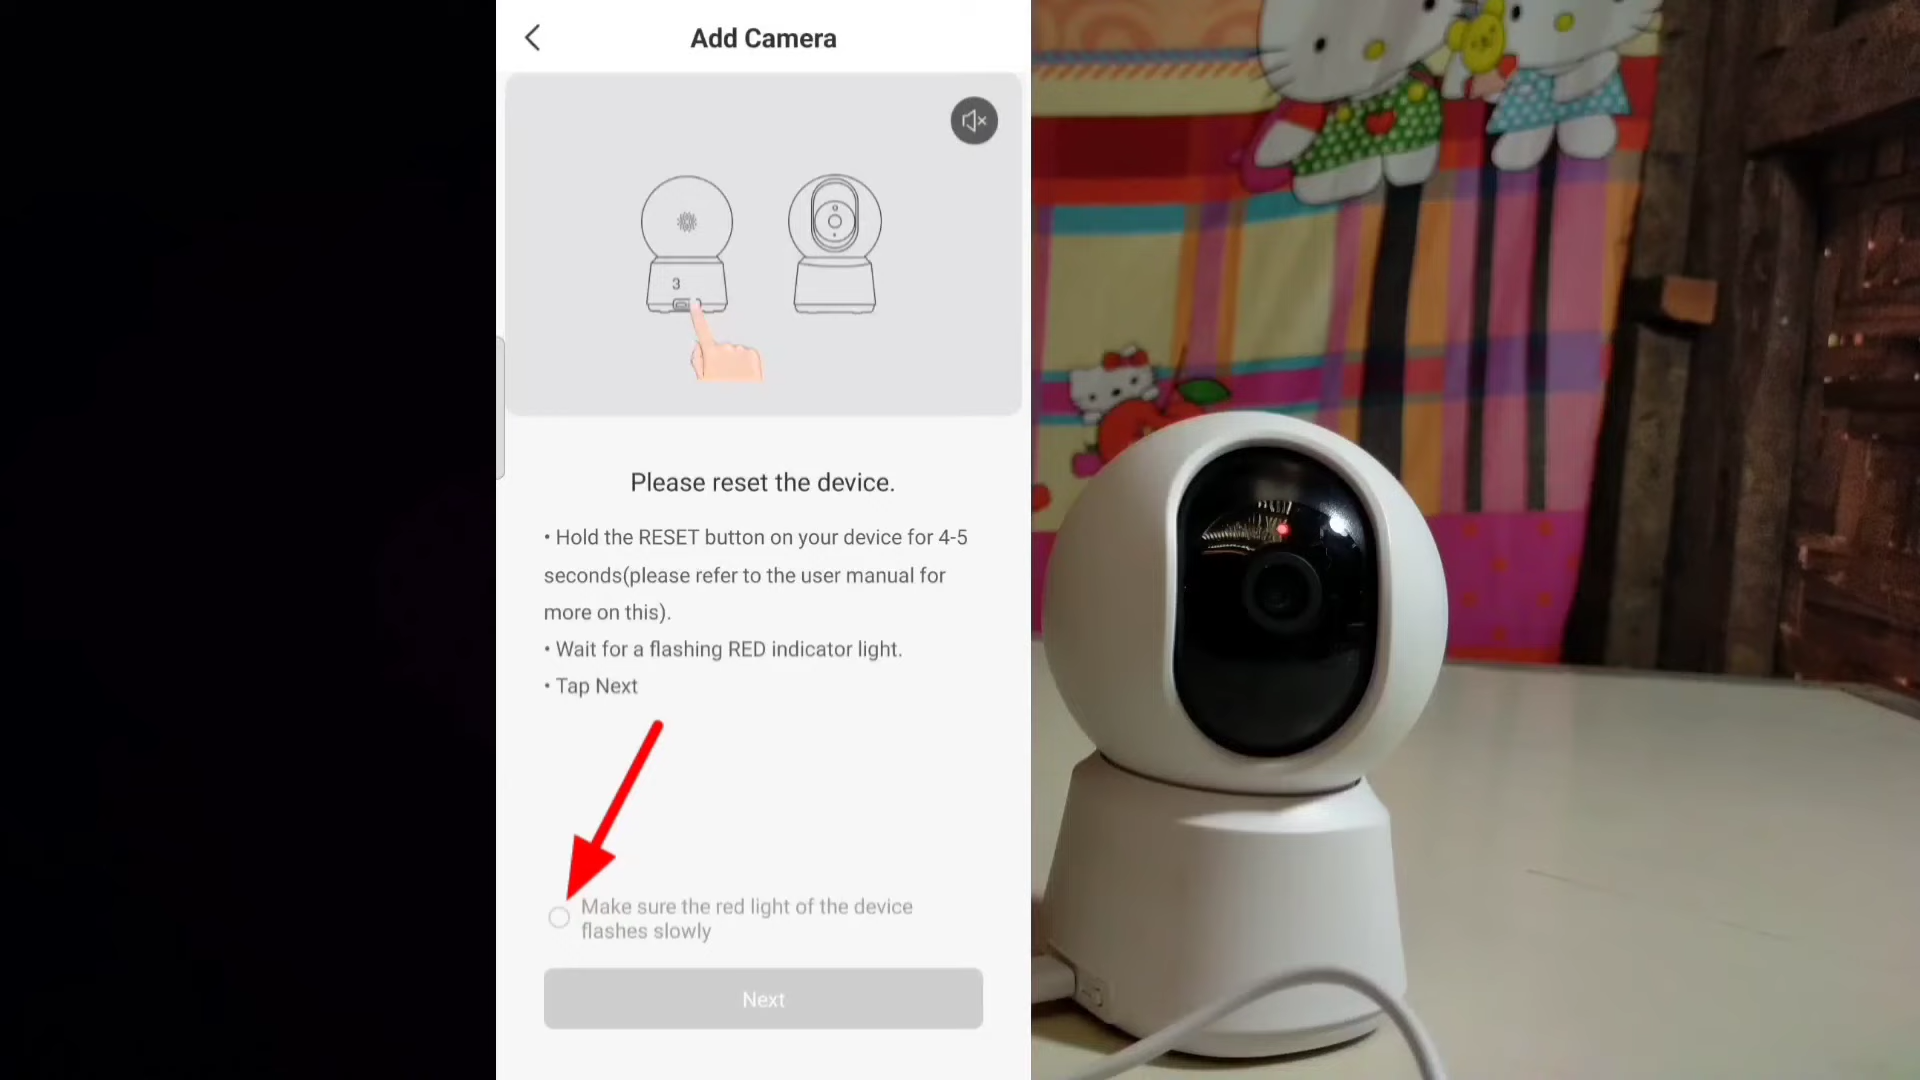 Add Camera
3
Please reset the device.
• Hold the RESET button on your device for 4-5
seconds(please refer to the user manual for
more on this).
• Wait for a flashing RED indicator light.
• Tap Next
Make sure the red light of the device
flashes slowly
Next